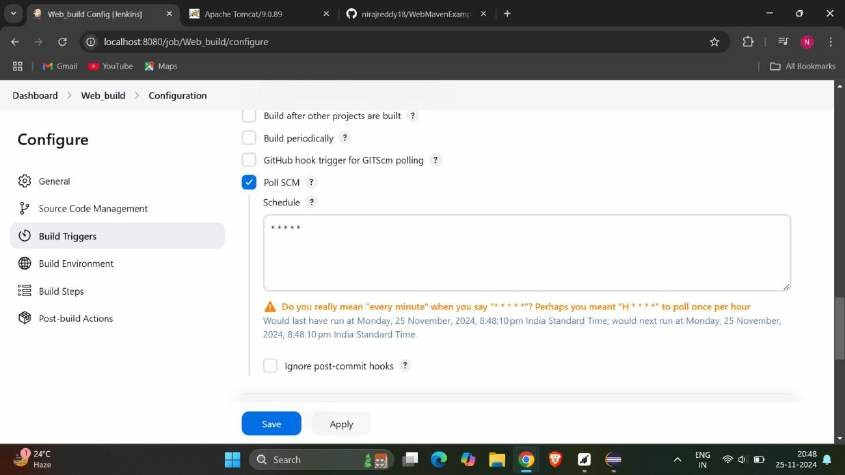 Web_build Config [Jenkins]
Apache Tomcat/9.0.89
nirajreddy18/WebMavenExamp
localhost:8080/job/Web_build/configure
N
Gmail
YouTube
Maps
All Bookmarks
Dashboard > Web_build > Configuration
Configure
General
Source Code Management
Build Triggers
Build Environment
Build Steps
Post-build Actions
Build after other projects are built ?
Build periodically ?
GitHub hook trigger for GITScm polling ?
Poll SCM ?
Schedule ?
* * * * *
Do you really mean "every minute" when you say "* * * * *"? Perhaps you meant "H * * * *" to poll once per hour
Would last have run at Monday, 25 November, 2024, 8:48:10 pm India Standard Time; would next run at Monday, 25 November,
2024, 8:48:10 pm India Standard Time.
Ignore post-commit hooks ?
Save
Apply
1
24°C
Haze
Search
ENG
IN
20:48
25-11-2024